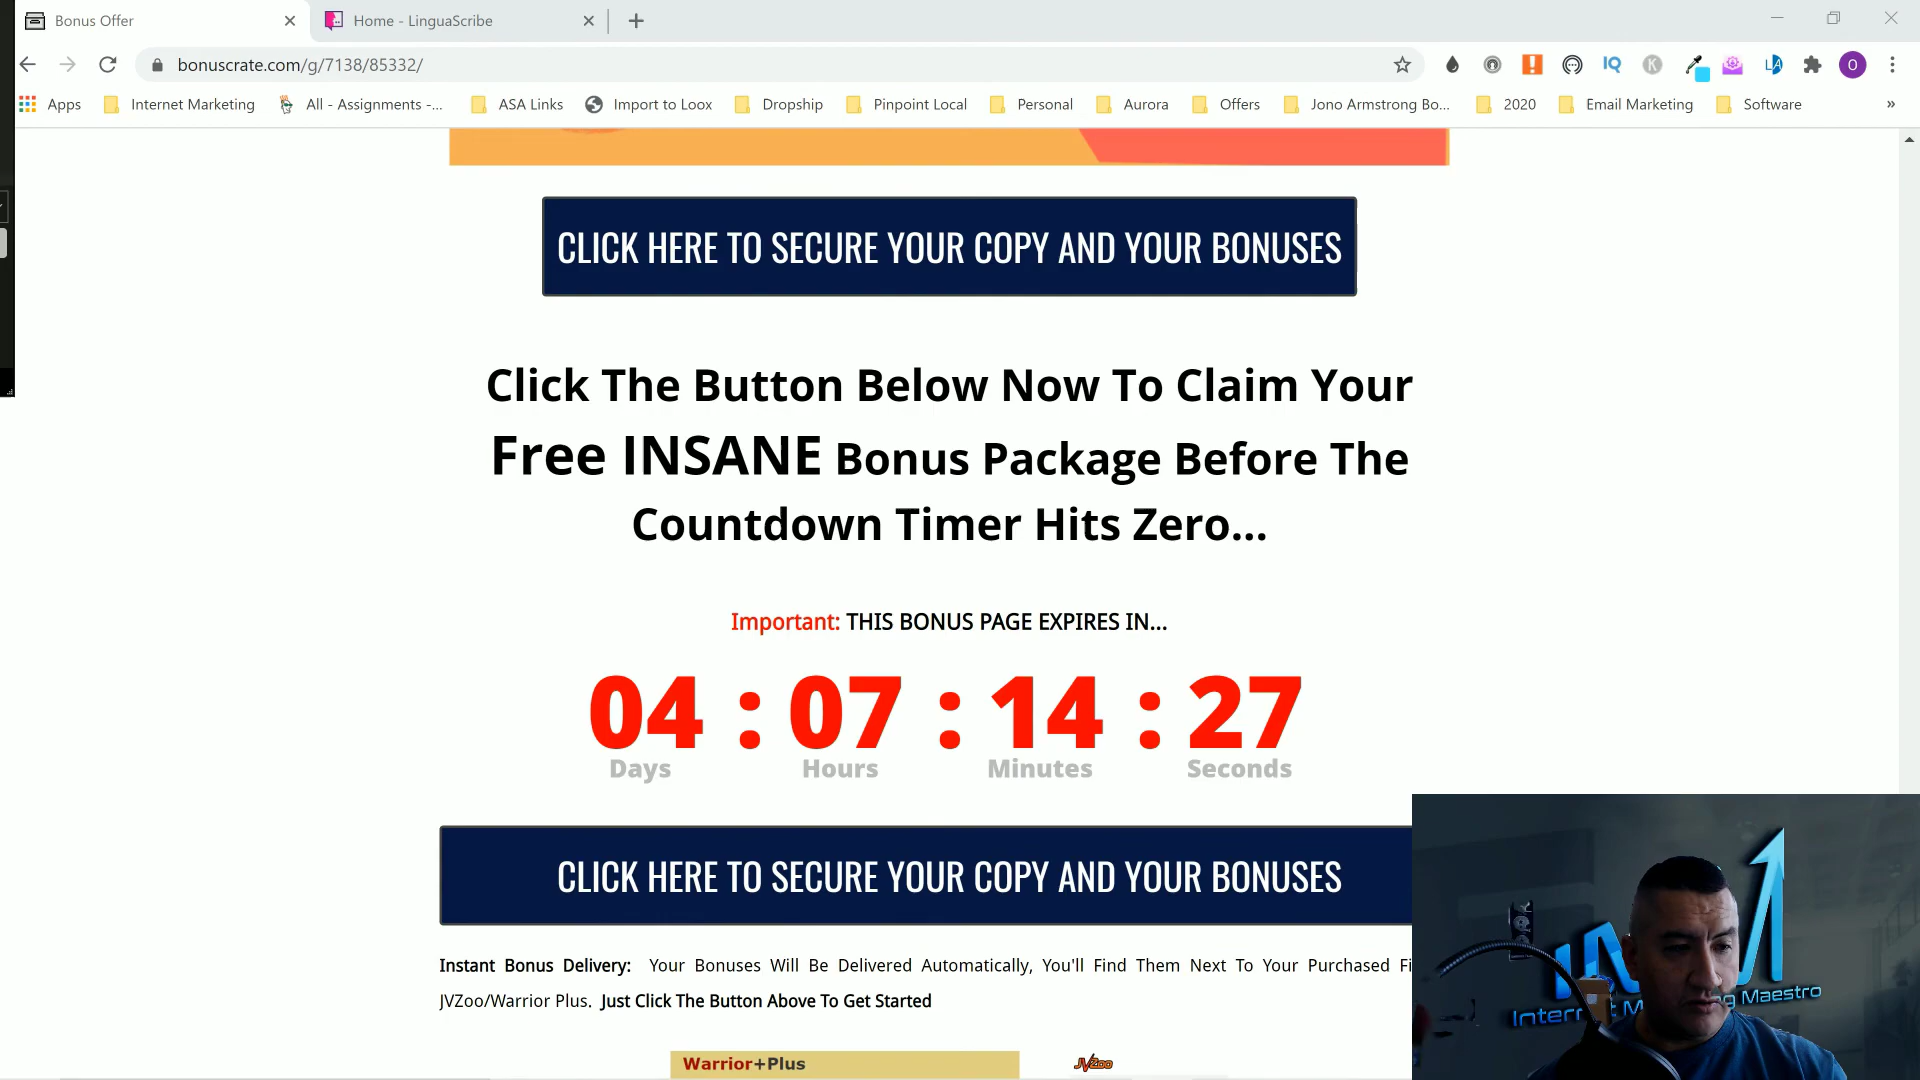 Bonus Offer
Home - LinguaScribe
bonuscrate.com/g/7138/85332/
Apps
Internet Marketing
All - Assignments -...
ASA Links
Import to Loox
Dropship
Pinpoint Local
Personal
Aurora
Offers
Jono Armstrong Bo...
2020
Email Marketing
Software
CLICK HERE TO SECURE YOUR COPY AND YOUR BONUSES
Click The Button Below Now To Claim Your
Free INSANE Bonus Package Before The
Countdown Timer Hits Zero...
Important: THIS BONUS PAGE EXPIRES IN...
04 : 07 : 14 : 27
Days Hours Minutes Seconds
CLICK HERE TO SECURE YOUR COPY AND YOUR BONUSES
Instant Bonus Delivery: Your Bonuses Will Be Delivered Automatically, You'll Find Them Next To Your Purchased
JVZoo/Warrior Plus. Just Click The Button Above To Get Started
Warrior+Plus
JVZoo
Maestro